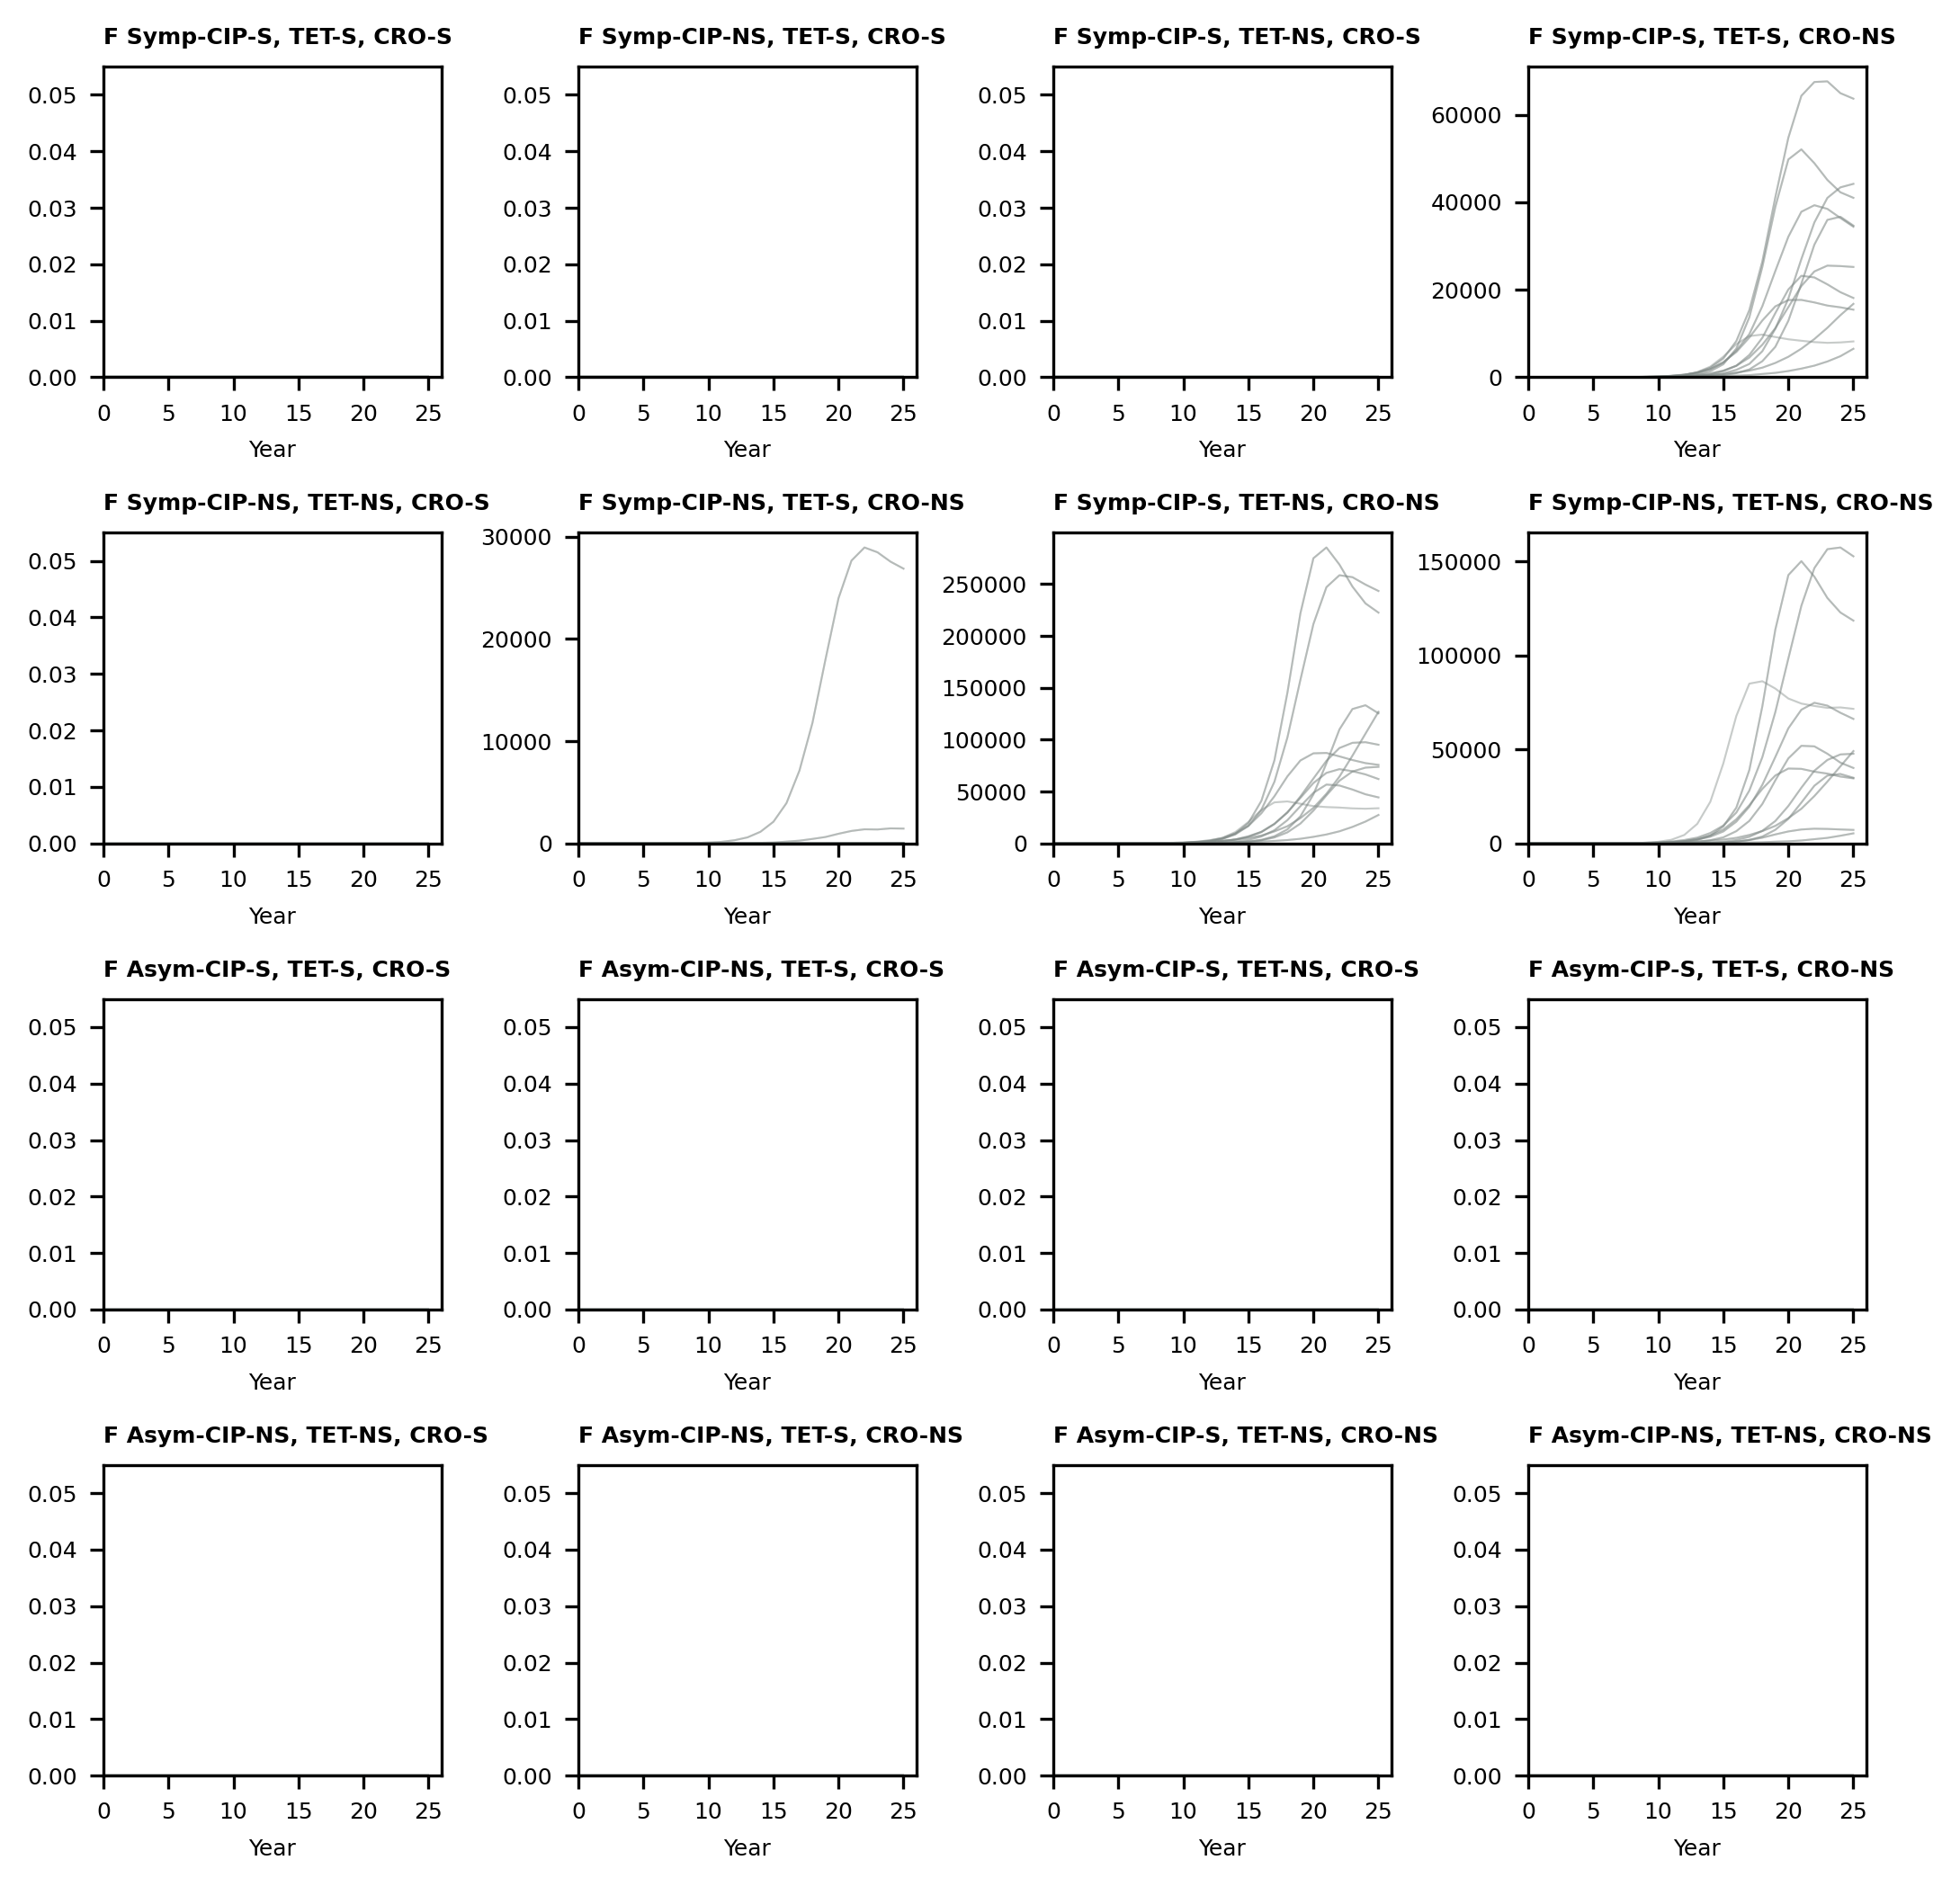 F Symp-CIP-S, TET-S, CRO-S
0.05
0.04
0.03
0.02
0.01
0.00
0 5 10 15 20 25
Year
F Symp-CIP-NS, TET-S, CRO-S
0.05
0.04
0.03
0.02
0.01
0.00
0 5 10 15 20 25
Year
F Symp-CIP-S, TET-NS, CRO-S
0.05
0.04
0.03
0.02
0.01
0.00
0 5 10 15 20 25
Year
F Symp-CIP-S, TET-S, CRO-NS
60000
40000
20000
0
0 5 10 15 20 25
Year
F Symp-CIP-NS, TET-NS, CRO-S
0.05
0.04
0.03
0.02
0.01
0.00
0 5 10 15 20 25
Year
F Symp-CIP-NS, TET-S, CRO-NS
30000
20000
10000
0
0 5 10 15 20 25
Year
F Symp-CIP-S, TET-NS, CRO-NS
250000
200000
150000
100000
50000
0
0 5 10 15 20 25
Year
F Symp-CIP-NS, TET-NS, CRO-NS
150000
100000
50000
0
0 5 10 15 20 25
Year
F Asym-CIP-S, TET-S, CRO-S
0.05
0.04
0.03
0.02
0.01
0.00
0 5 10 15 20 25
Year
F Asym-CIP-NS, TET-S, CRO-S
0.05
0.04
0.03
0.02
0.01
0.00
0 5 10 15 20 25
Year
F Asym-CIP-S, TET-NS, CRO-S
0.05
0.04
0.03
0.02
0.01
0.00
0 5 10 15 20 25
Year
F Asym-CIP-S, TET-S, CRO-NS
0.05
0.04
0.03
0.02
0.01
0.00
0 5 10 15 20 25
Year
F Asym-CIP-NS, TET-NS, CRO-S
0.05
0.04
0.03
0.02
0.01
0.00
0 5 10 15 20 25
Year
F Asym-CIP-NS, TET-S, CRO-NS
0.05
0.04
0.03
0.02
0.01
0.00
0 5 10 15 20 25
Year
F Asym-CIP-S, TET-NS, CRO-NS
0.05
0.04
0.03
0.02
0.01
0.00
0 5 10 15 20 25
Year
F Asym-CIP-NS, TET-NS, CRO-NS
0.05
0.04
0.03
0.02
0.01
0.00
0 5 10 15 20 25
Year